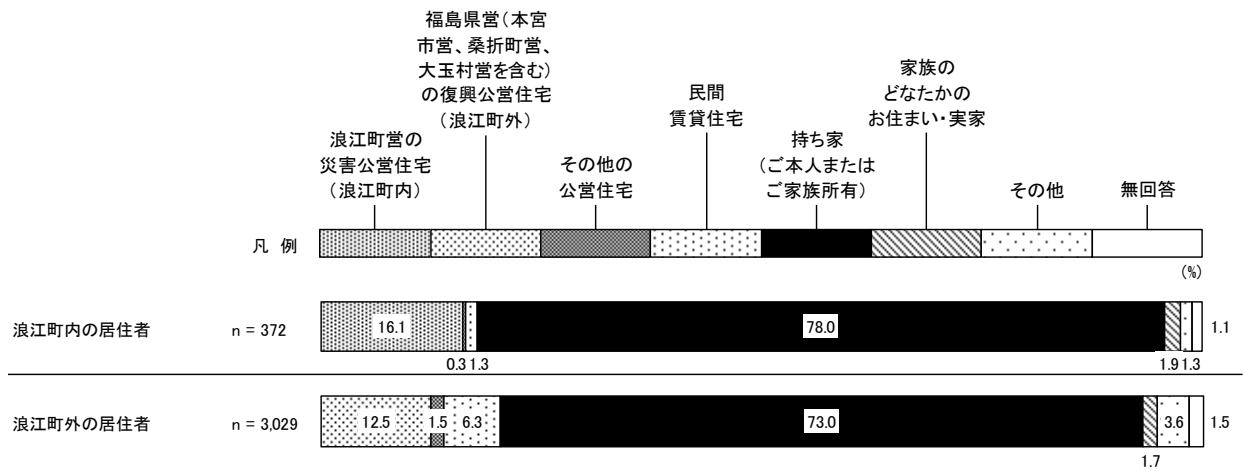 福島県営(本宮
市営、桑折町営、
大玉村営を含む)
の復興公営住宅
(浪江町外)
浪江町営の
災害公営住宅
(浪江町内)
その他の
公営住宅
民間
賃貸住宅
持ち家
(ご本人または
ご家族所有)
家族の
どなたかの
お住まい・実家
その他
無回答
凡 例
(%)
浪江町内の居住者 n = 372 16.1 78.0 1.1
0.3 1.3 1.9 1.3
浪江町外の居住者 n = 3,029 12.5 1.5 6.3 73.0 3.6 1.5
1.7